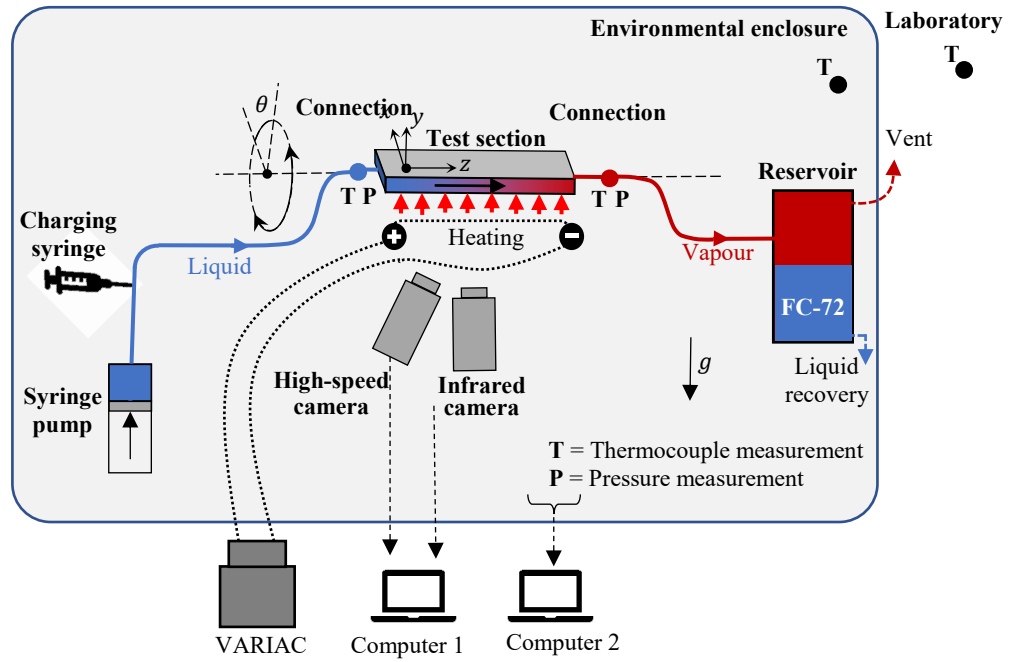 Environmental enclosure
Laboratory
T
T
θ
Connection
x
y
Connection
Test section
z
Vent
Reservoir
T P
T P
Charging
syringe
+
Heating
−
Liquid
Vapour
FC-72
High-speed
camera
Infrared
camera
g
Liquid
recovery
Syringe
pump
T = Thermocouple measurement
P = Pressure measurement
VARIAC
Computer 1
Computer 2